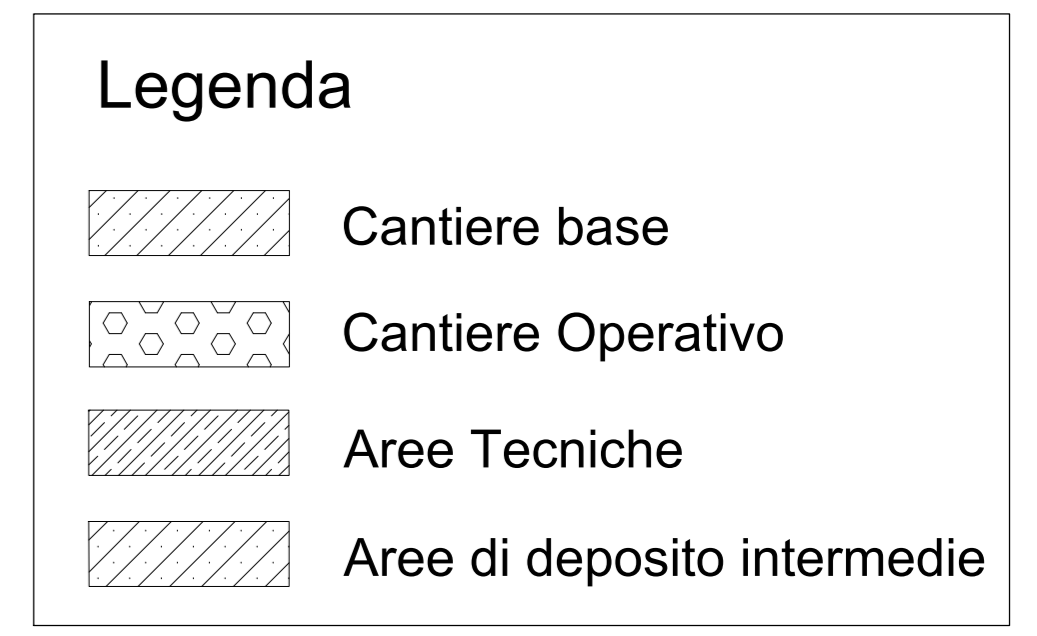 Legenda
Cantiere base
Cantiere Operativo
Aree Tecniche
Aree di deposito intermedie